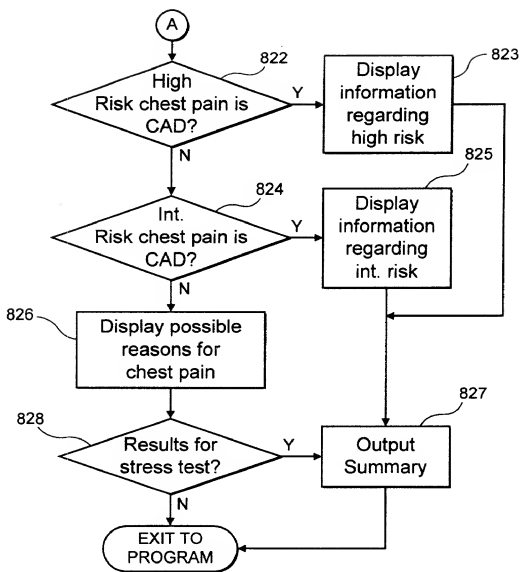 A
High
Risk chest pain is
CAD?
822
Y
Display
information
regarding
high risk
823
N
Int.
Risk chest pain is
CAD?
824
Y
Display
information
regarding
int. risk
825
N
826
Display possible
reasons for
chest pain
828
Results for
stress test?
Y
Output
Summary
827
N
EXIT TO
PROGRAM